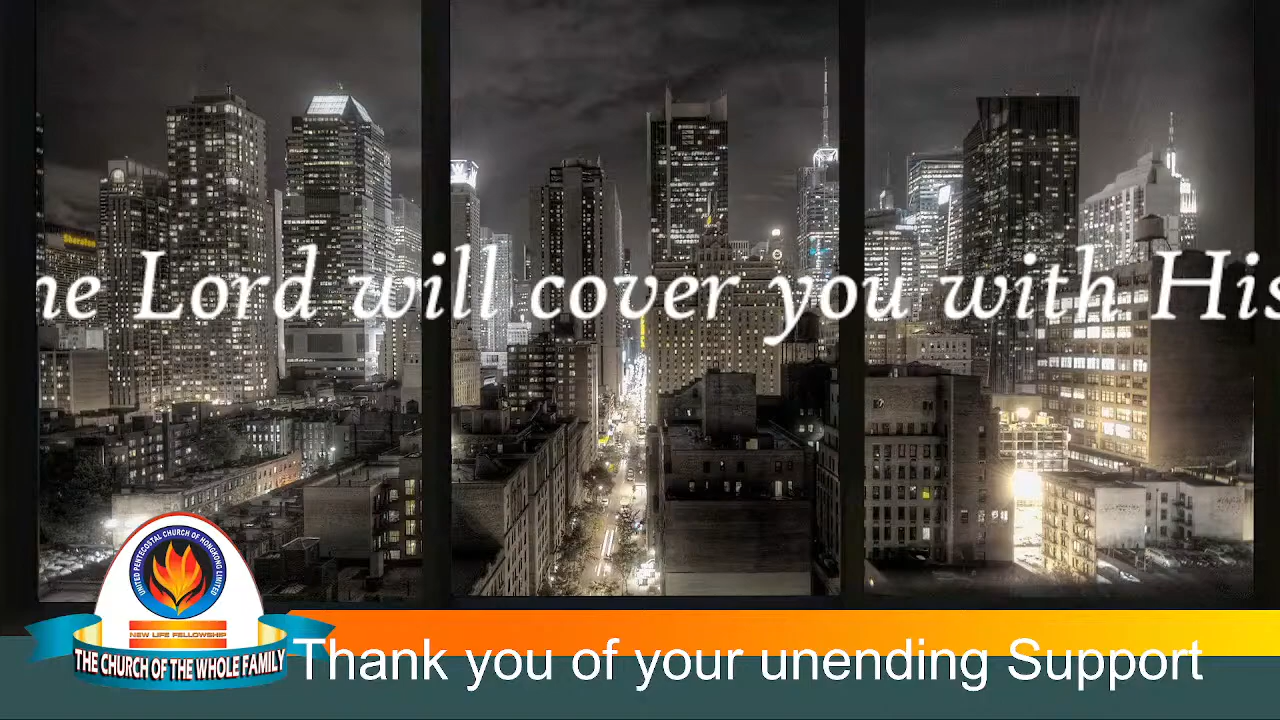 Sheraton
he Lord will cover you with His
UNITED PENTECOSTAL CHURCH OF HONGKONG LIMITED
NEW LIFE FELLOWSHIP
THE CHURCH OF THE WHOLE FAMILY
Thank you of your unending Support